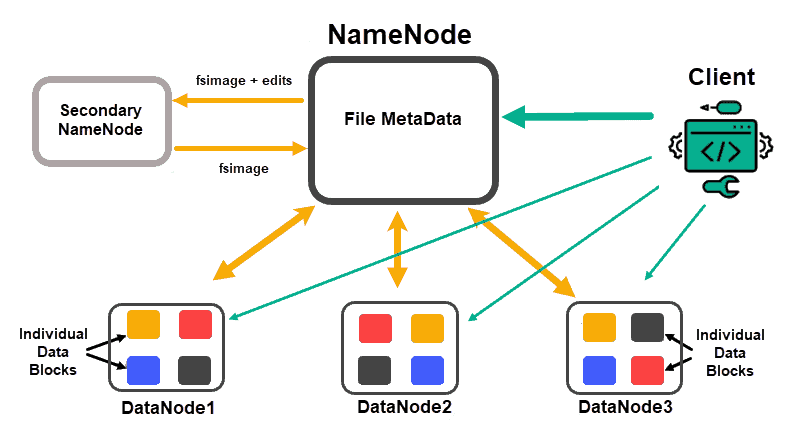 NameNode
Client
fsimage + edits
Secondary
NameNode
File MetaData
</>
fsimage
Individual
Data
Blocks
Individual
Data
Blocks
DataNode1
DataNode2
DataNode3